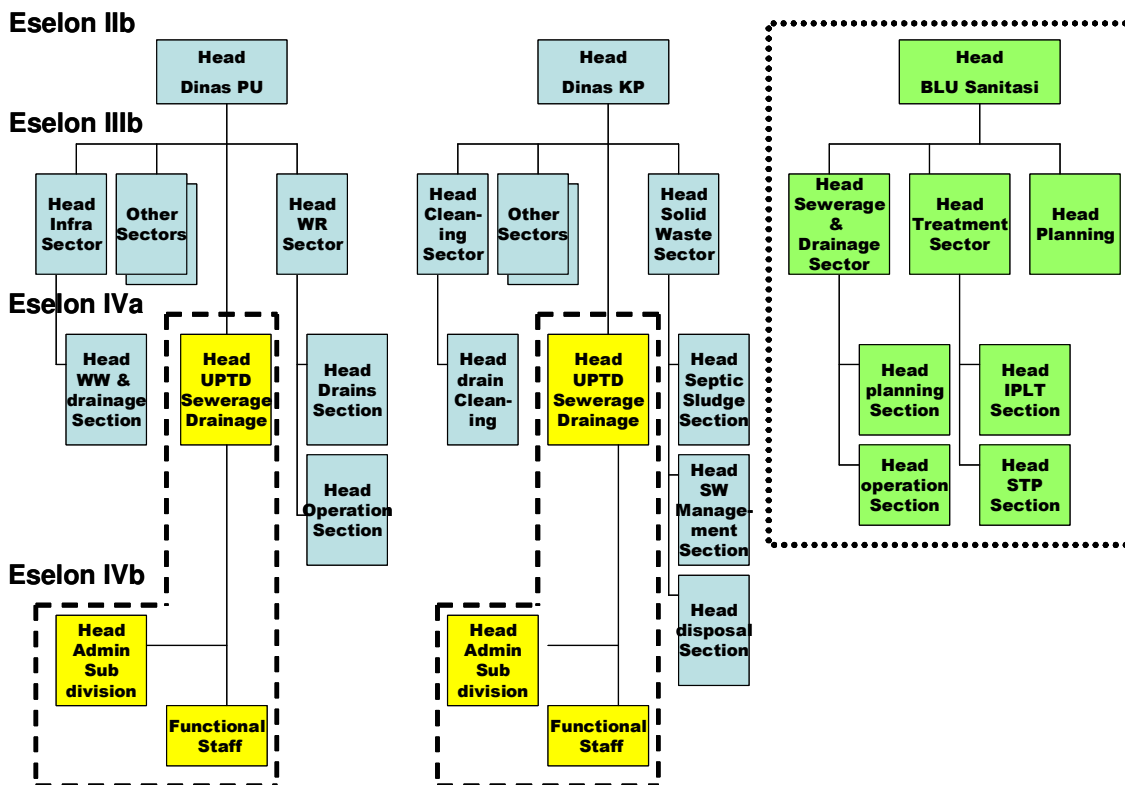 Eselon IIb
Head
Dinas PU
Head
Dinas KP
Head
BLU Sanitasi
Eselon IIIb
Head
Infra
Sector
Other
Sectors
Head
WR
Sector
Head
Clean-
ing
Sector
Other
Sectors
Head
Solid
Waste
Sector
Head
Sewerage
&
Drainage
Sector
Head
Treatment
Sector
Head
Planning
Eselon IVa
Head
WW &
drainage
Section
Head
UPTD
Sewerage
Drainage
Head
Drains
Section
Head
Operation
Section
Head
drain
Clean-
ing
Head
UPTD
Sewerage
Drainage
Head
Septic
Sludge
Section
Head
SW
Manage-
ment
Section
Head
disposal
Section
Head
planning
Section
Head
operation
Section
Head
IPLT
Section
Head
STP
Section
Eselon IVb
Head
Admin
Sub
division
Functional
Staff
Head
Admin
Sub
division
Functional
Staff